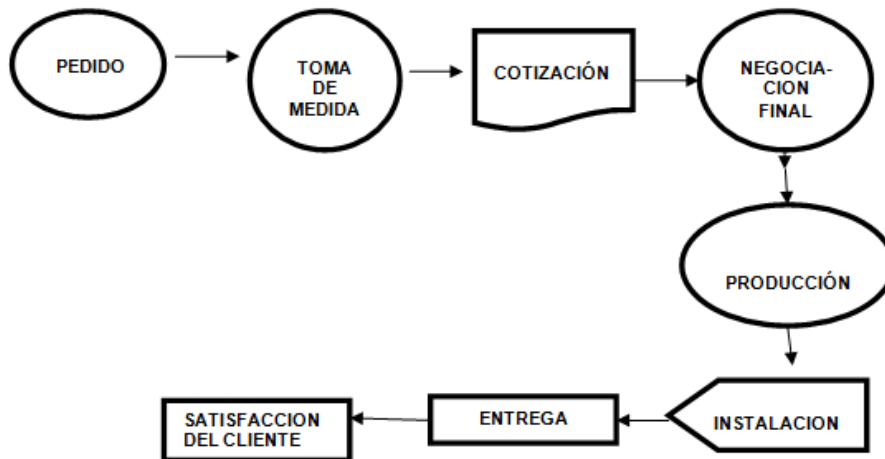 PEDIDO
TOMA
DE
MEDIDA
COTIZACIÓN
NEGOCIA-
CION
FINAL
PRODUCCIÓN
INSTALACION
ENTREGA
SATISFACCION
DEL CLIENTE